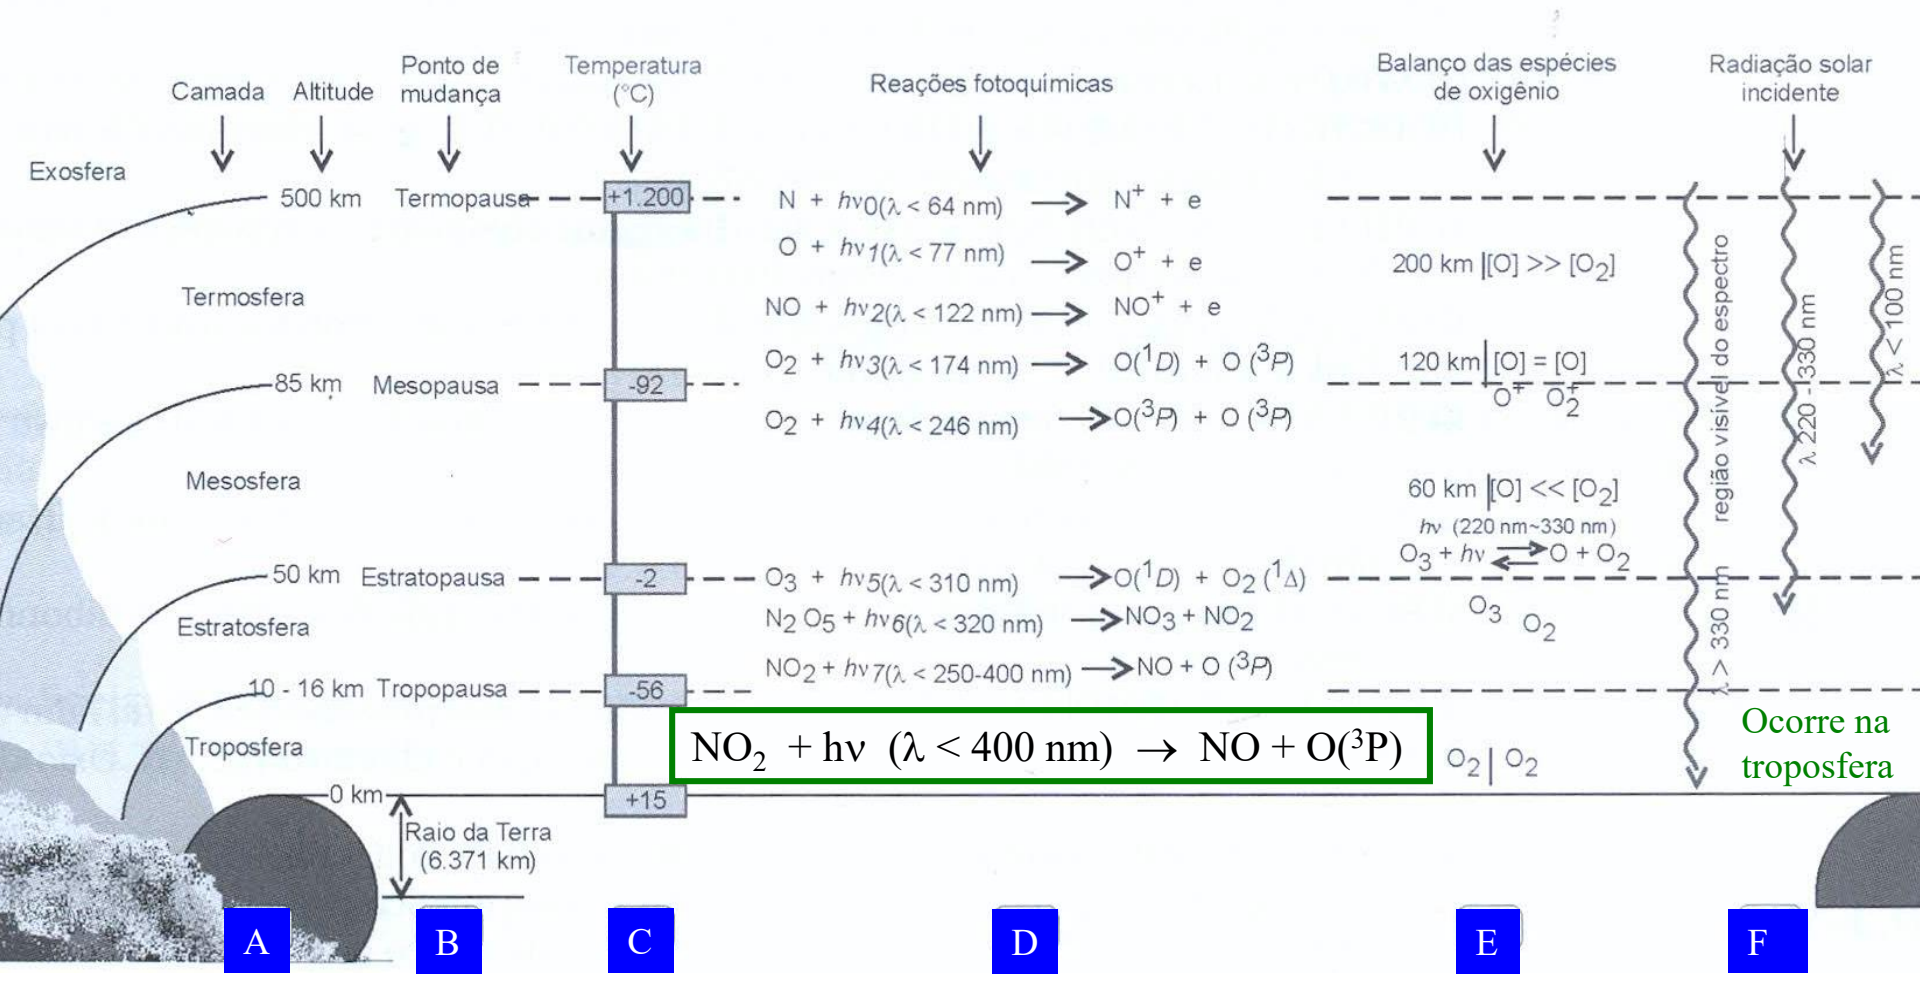 Camada
Altitude
Ponto de
mudança
Temperatura
(°C)
Reações fotoquímicas
Balanço das espécies
de oxigênio
Radiação solar
incidente
Exosfera
500 km Termopausa
+1.200
N + hν0(λ < 64 nm) → N⁺ + e
O + hν1(λ < 77 nm) → O⁺ + e
200 km |[O] >> [O₂]
Termosfera
NO + hν2(λ < 122 nm) → NO⁺ + e
O₂ + hν3(λ < 174 nm) → O(¹D) + O (³P)
120 km|[O] = [O]
85 km Mesopausa
-92
O⁺ O₂⁺
O₂ + hν4(λ < 246 nm) → O(³P) + O (³P)
Mesosfera
60 km |[O] << [O₂]
hν (220 nm~330 nm)
O₃ + hν ⇄ O + O₂
50 km Estratopausa
-2
O₃ + hν5(λ < 310 nm) → O(¹D) + O₂ (¹Δ)
Estratosfera
N₂ O₅ + hν6(λ < 320 nm) → NO₃ + NO₂
O₃ O₂
NO₂ + hν7(λ < 250-400 nm) → NO + O (³P)
10 - 16 km Tropopausa
-56
Troposfera
NO₂ + hν (λ < 400 nm) → NO + O(³P)
O₂| O₂
Ocorre na
troposfera
0 km
+15
Raio da Terra
(6.371 km)
λ > 330 nm região visível do espectro
λ 220 - 330 nm
λ < 100 nm
A
B
C
D
E
F